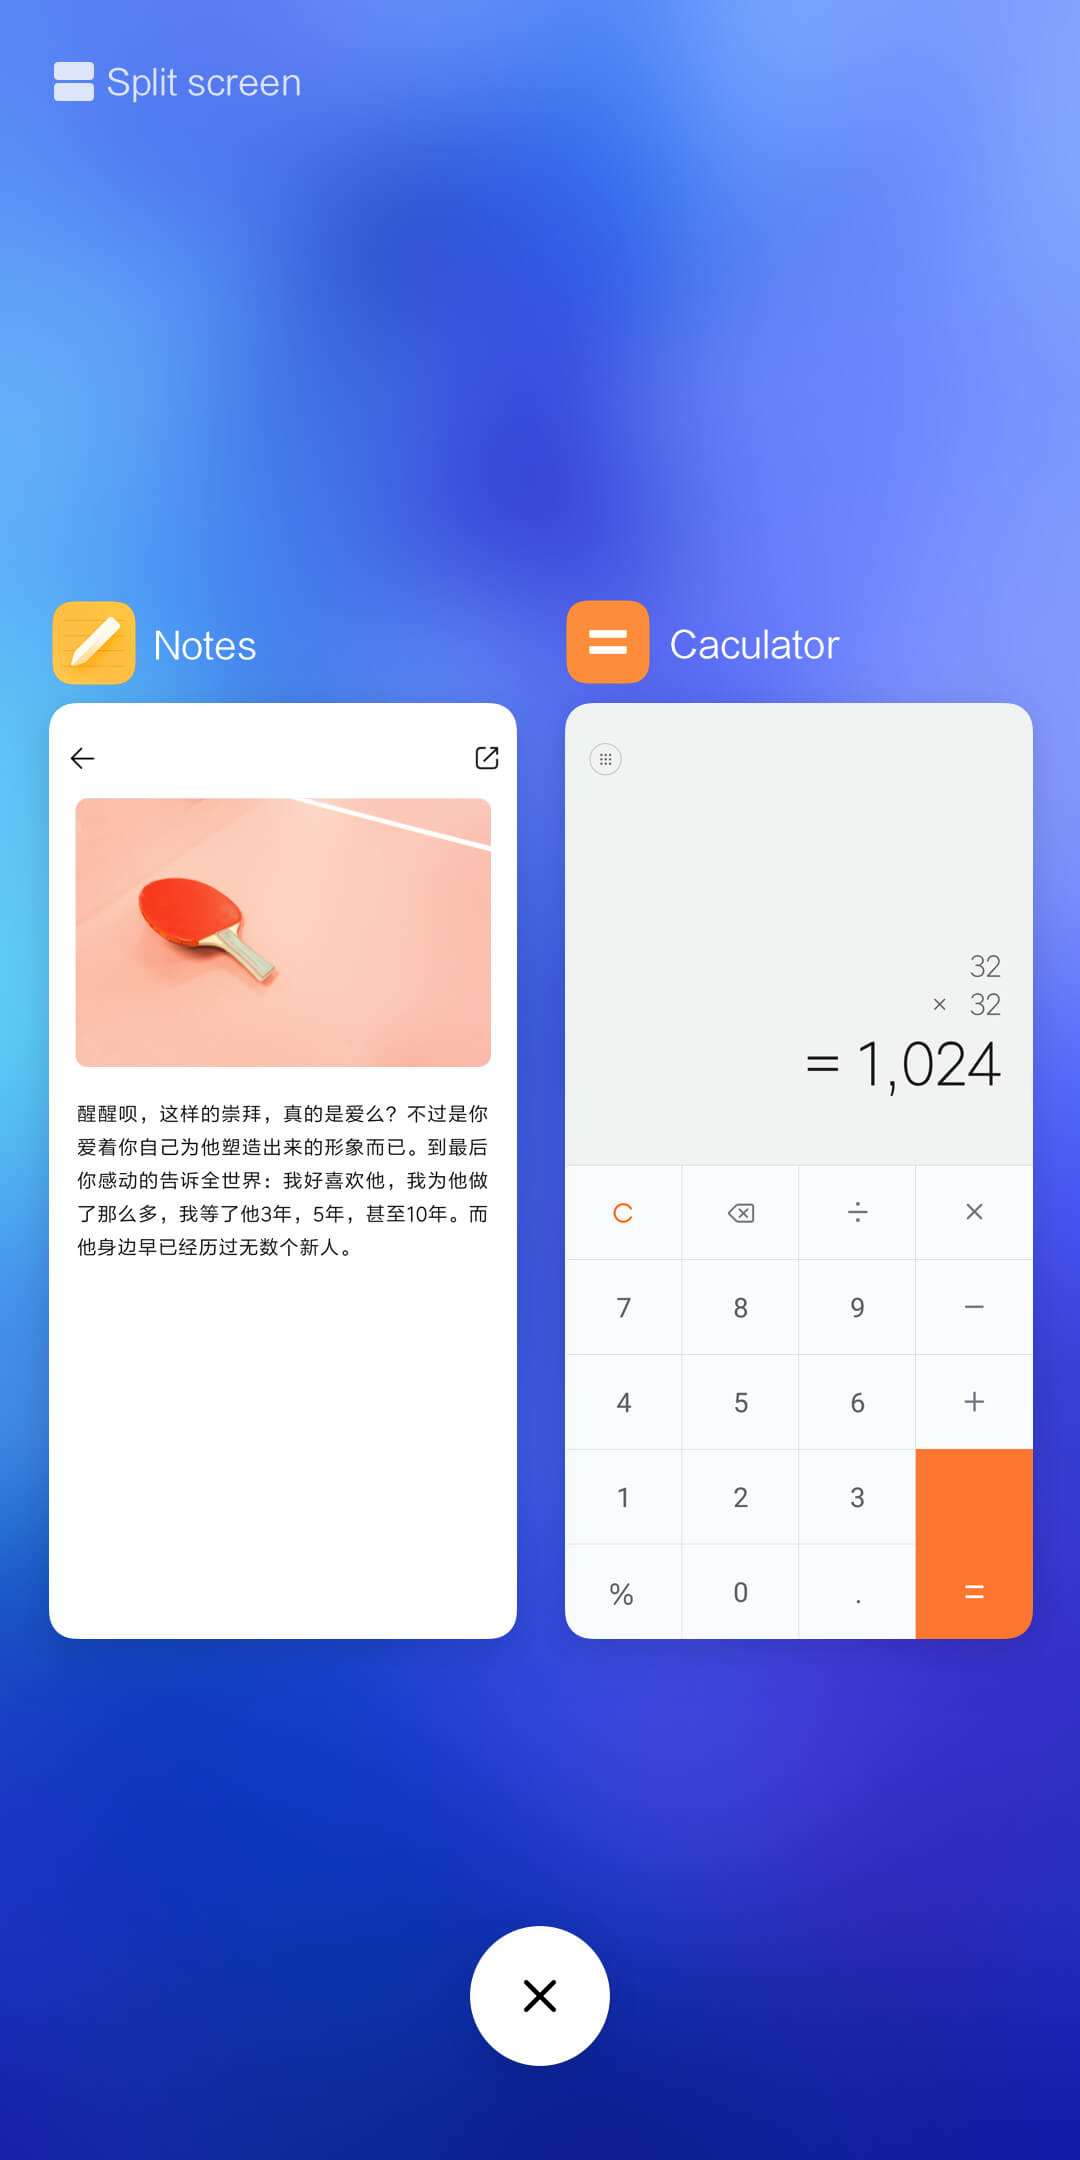 Split screen
Notes
Caculator
醒醒呗，这样的崇拜，真的是爱么？不过是你
爱着你自己为他塑造出来的形象而已。到最后
你感动的告诉全世界：我好喜欢他，我为他做
了那么多，我等了他3年，5年，甚至10年。而
他身边早已经历过无数个新人。
32
× 32
= 1,024
C ÷ ×
7 8 9 −
4 5 6 +
1 2 3
% 0 . =